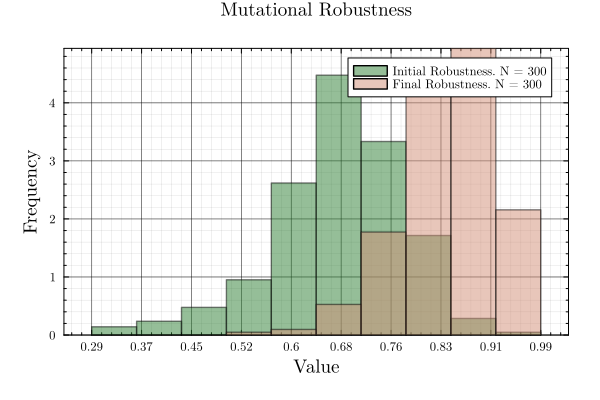 Mutational Robustness
Initial Robustness. N = 300
Final Robustness. N = 300
Frequency
4
3
2
1
0
0.29 0.37 0.45 0.52 0.6 0.68 0.76 0.83 0.91 0.99
Value